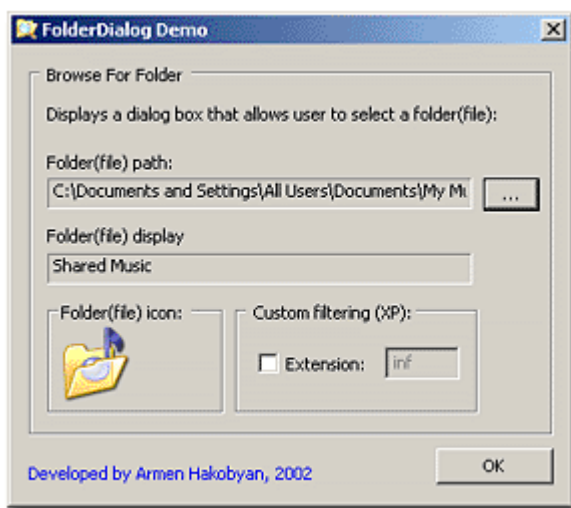 FolderDialog Demo
Browse For Folder
Displays a dialog box that allows user to select a folder(file):
Folder(file) path:
C:\Documents and Settings\All Users\Documents\My Mu
...
Folder(file) display
Shared Music
Folder(file) icon:
Custom filtering (XP):
Extension:
inf
Developed by Armen Hakobyan, 2002
OK